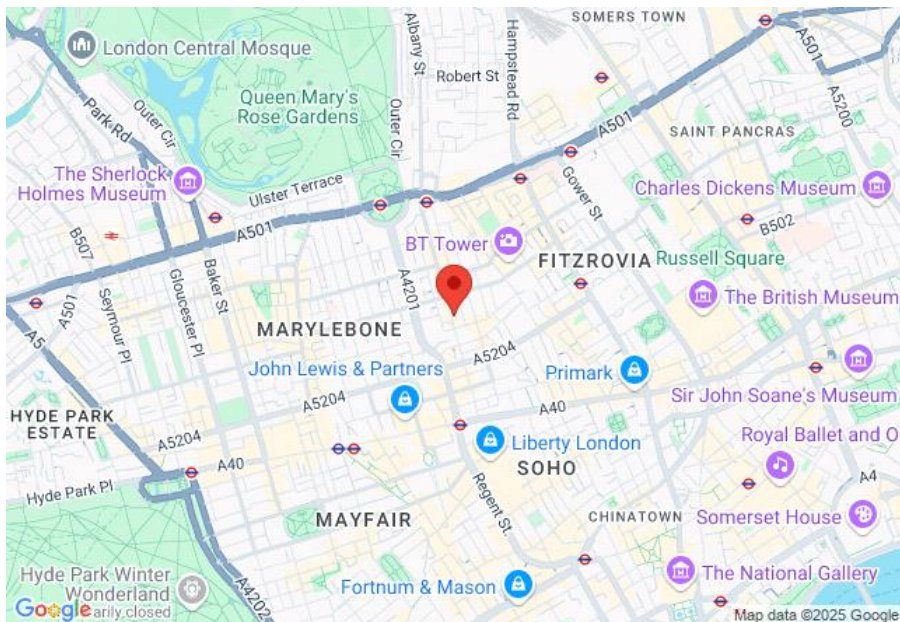 SOMERS TOWN
A501
London Central Mosque
Albany St
Hampstead Rd
Robert St
A5200
Queen Mary's
Rose Gardens
Outer Cir
Park Rd
Outer Cir
A501
SAINT PANCRAS
The Sherlock
Holmes Museum
Ulster Terrace
Gower St
Charles Dickens Museum
B502
A501
B507
BT Tower
FITZROVIA
Russell Square
A4201
Baker St
Gloucester Pl
Seymour Pl
A501
A5
The British Museum
MARYLEBONE
A5204
John Lewis & Partners
Primark
Sir John Soane's Museum
A5204
A40
HYDE PARK
ESTATE
A5204
Liberty London
Royal Ballet and O
A40
SOHO
Hyde Park Pl
Regent St.
A4
MAYFAIR
CHINATOWN
Somerset House
Hyde Park Winter
Wonderland
arily closed
A4202
Fortnum & Mason
The National Gallery
Google
Map data ©2025 Google